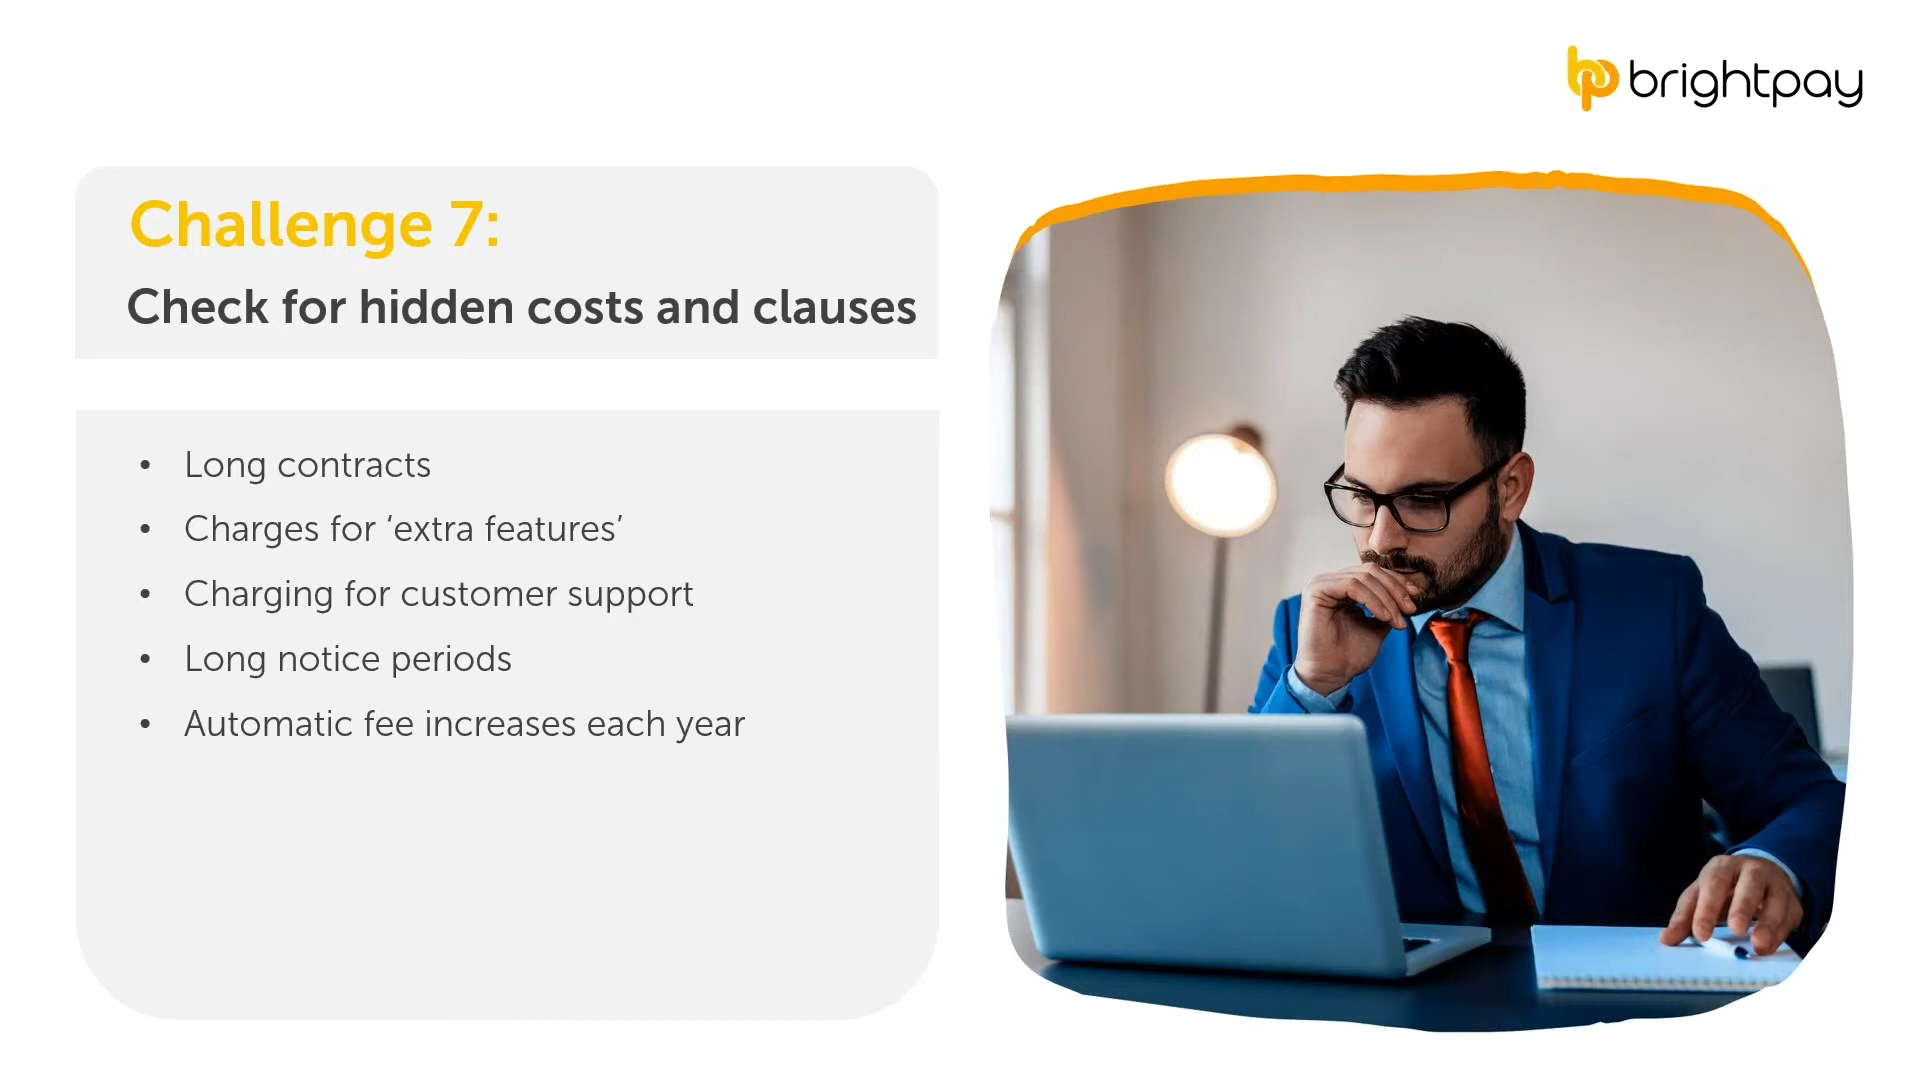 brightpay
Challenge 7:
Check for hidden costs and clauses
• Long contracts
• Charges for ‘extra features’
• Charging for customer support
• Long notice periods
• Automatic fee increases each year